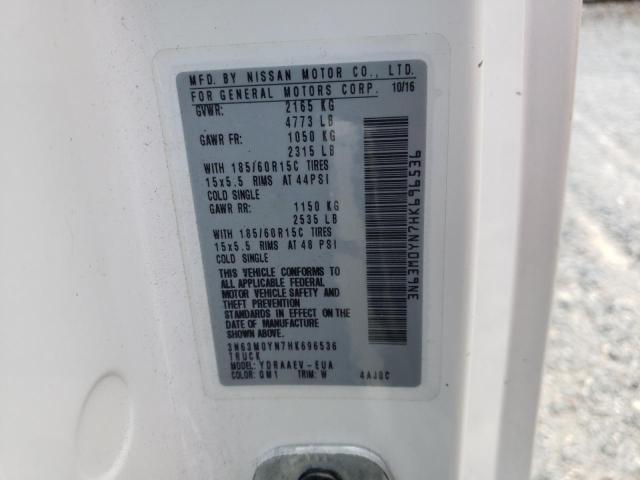 MFD. BY NISSAN MOTOR CO., LTD.
FOR GENERAL MOTORS CORP. 10/16
GVWR: 2165 KG
4773 LB
GAWR FR: 1050 KG
2315 LB
WITH 185/60R15C TIRES
15x5.5 RIMS AT 44PSI
COLD SINGLE
GAWR RR: 1150 KG
2535 LB
WITH 185/60R15C TIRES
15x5.5 RIMS AT 48 PSI
COLD SINGLE
THIS VEHICLE CONFORMS TO
ALL APPLICABLE FEDERAL
MOTOR VEHICLE SAFETY AND
THEFT PREVENTION
STANDARDS IN EFFECT ON THE
DATE OF MANUFACTURE
SHOWN ABOVE.
3N63M0YN7HK696536
TRUCK
MODEL: YDRAAEV-EUA
COLOR: QM1 TRIM: W 4AJ0C
3N63M0YN7HK696536